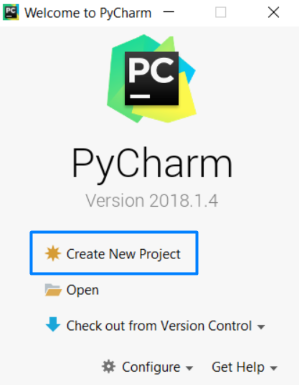 PC Welcome to PyCharm
PC
PyCharm
Version 2018.1.4
Create New Project
Open
Check out from Version Control
Configure Get Help